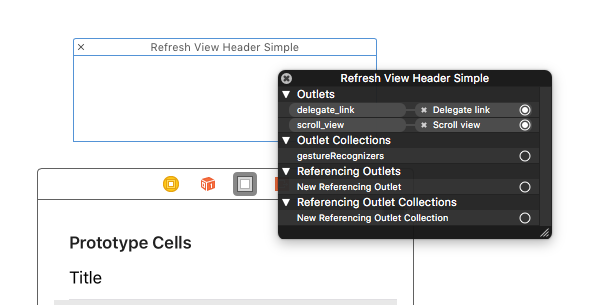 Refresh View Header Simple
Refresh View Header Simple
Outlets
delegate_link Delegate link
scroll_view Scroll view
Outlet Collections
gestureRecognizers
Referencing Outlets
New Referencing Outlet
Referencing Outlet Collections
New Referencing Outlet Collection
Prototype Cells
Title